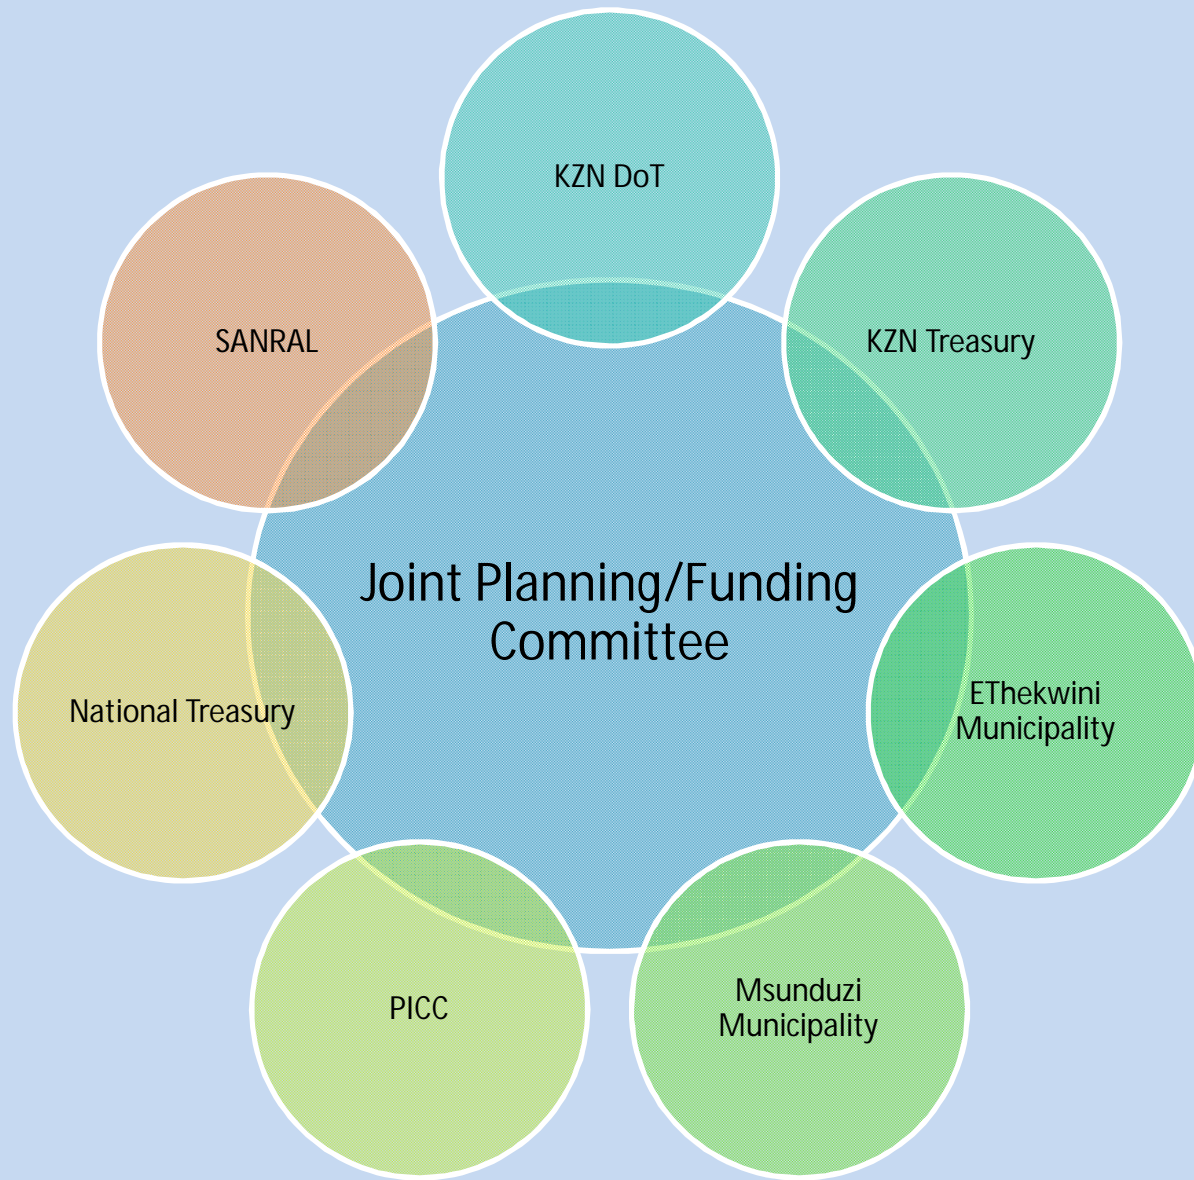 KZN DoT
SANRAL
KZN Treasury
Joint Planning/Funding
Committee
National Treasury
EThekwini
Municipality
PICC
Msunduzi
Municipality